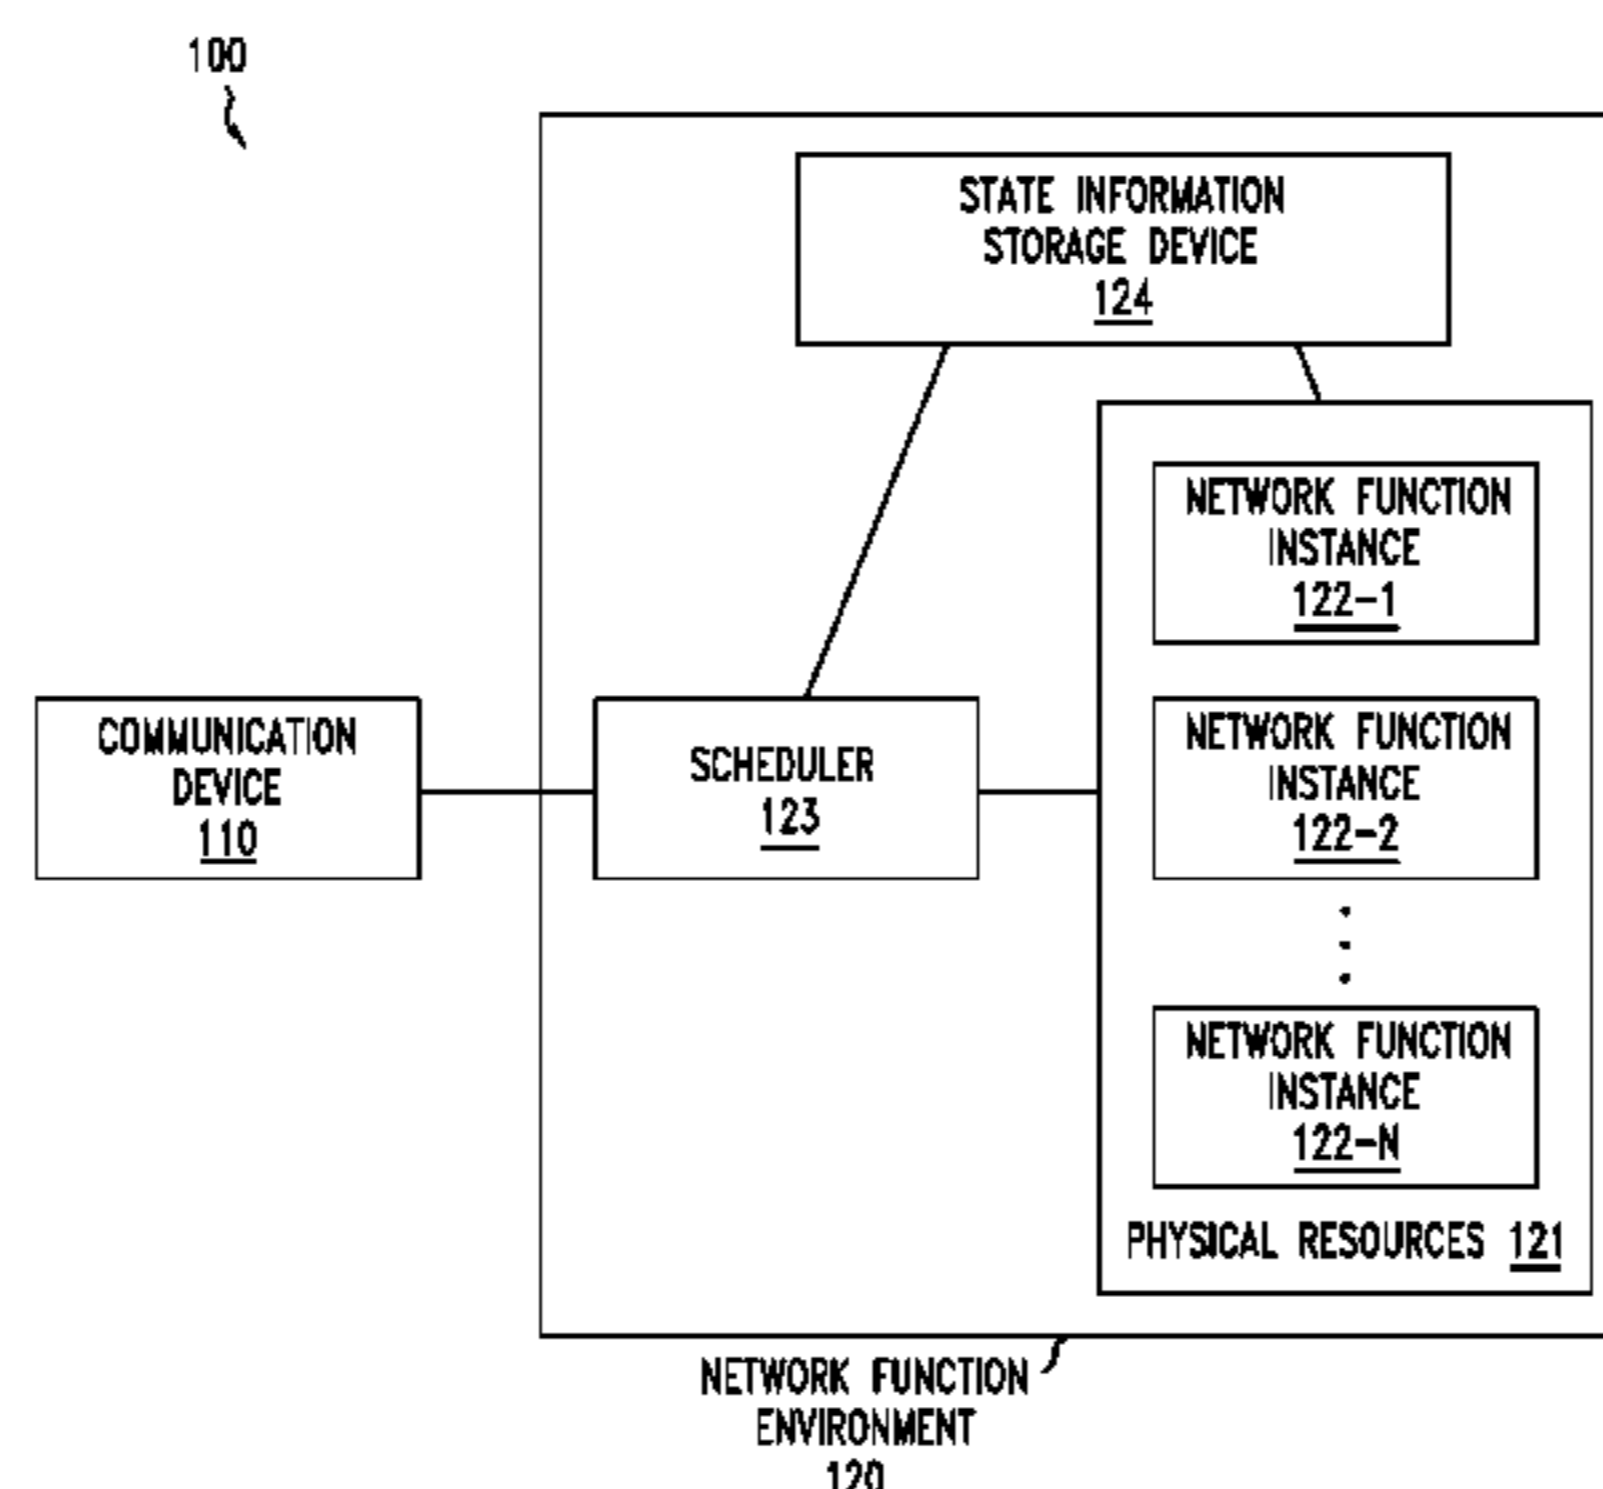 100
STATE INFORMATION
STORAGE DEVICE
124
NETWORK FUNCTION
INSTANCE
122-1
COMMUNICATION
DEVICE
110
SCHEDULER
123
NETWORK FUNCTION
INSTANCE
122-2
NETWORK FUNCTION
INSTANCE
122-N
PHYSICAL RESOURCES 121
NETWORK FUNCTION
ENVIRONMENT
120